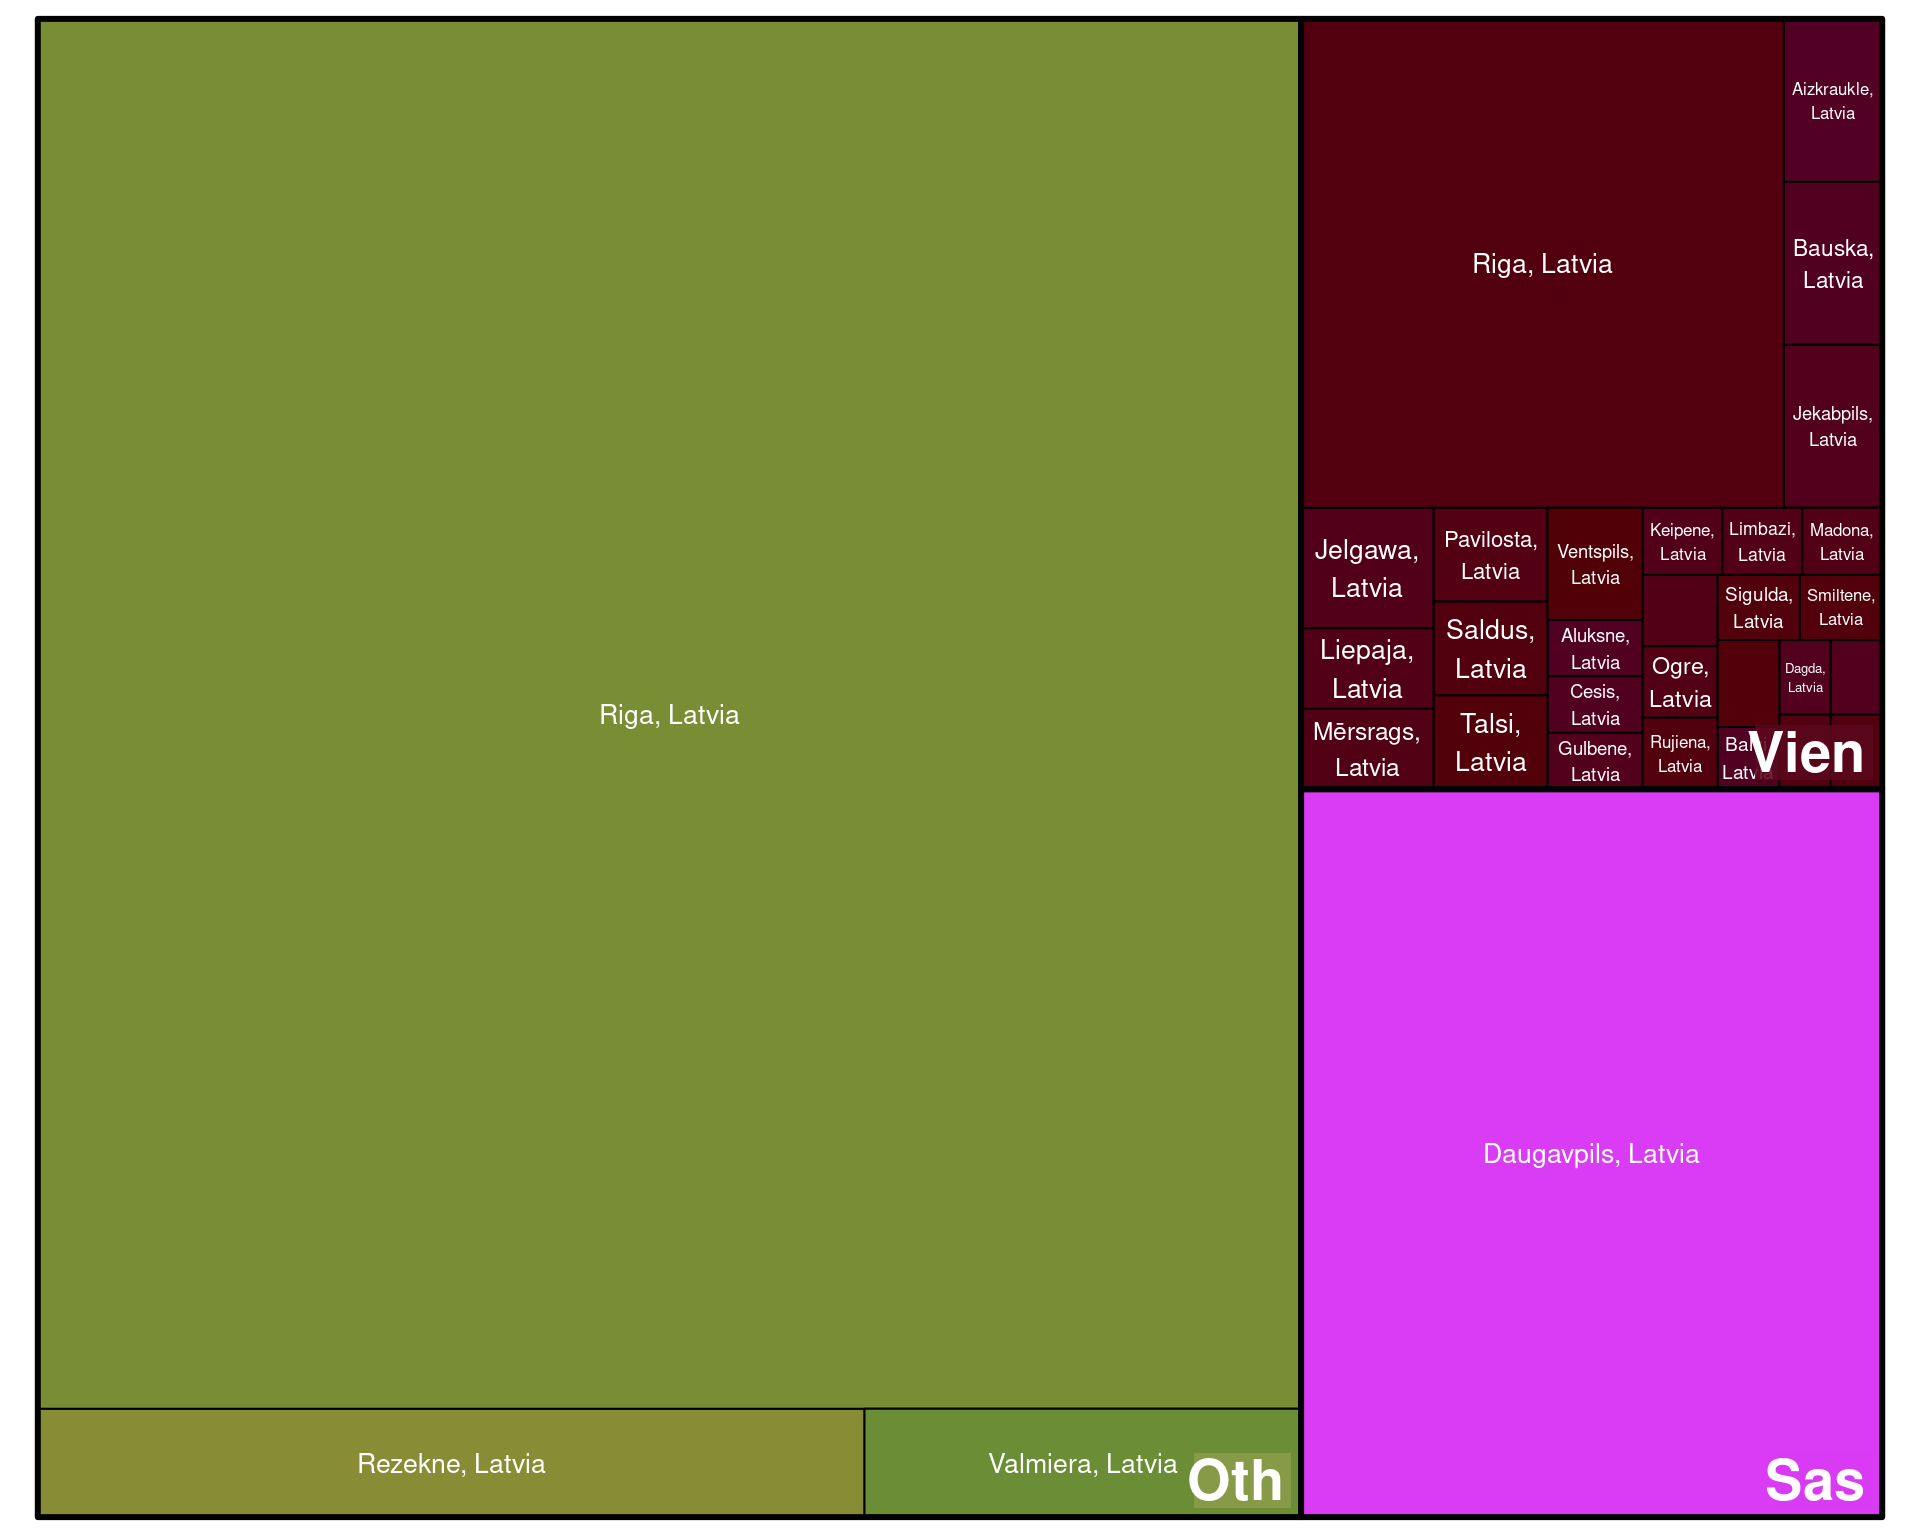 Riga, Latvia
Rezekne, Latvia
Valmiera, Latvia
Oth
Riga, Latvia
Aizkraukle,
Latvia
Bauska,
Latvia
Jekabpils,
Latvia
Jelgawa,
Latvia
Liepaja,
Latvia
Mērsrags,
Latvia
Pavilosta,
Latvia
Saldus,
Latvia
Talsi,
Latvia
Ventspils,
Latvia
Aluksne,
Latvia
Cesis,
Latvia
Gulbene,
Latvia
Keipene,
Latvia
Limbazi,
Latvia
Madona,
Latvia
Ogre,
Latvia
Rujiena,
Latvia
Sigulda,
Latvia
Smiltene,
Latvia
Dagda,
Latvia
Latvia
Vien
Daugavpils, Latvia
Sas